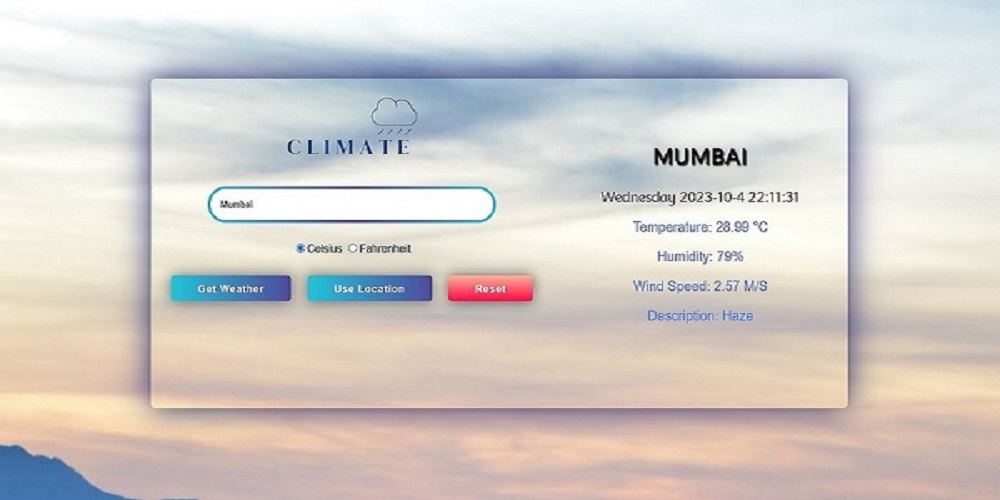 CLIMATE
Mumbai
Celsius Fahrenheit
Get Weather Use Location Reset
MUMBAI
Wednesday 2023-10-4 22:11:31
Temperature: 28.99 °C
Humidity: 79%
Wind Speed: 2.57 M/S
Description: Haze